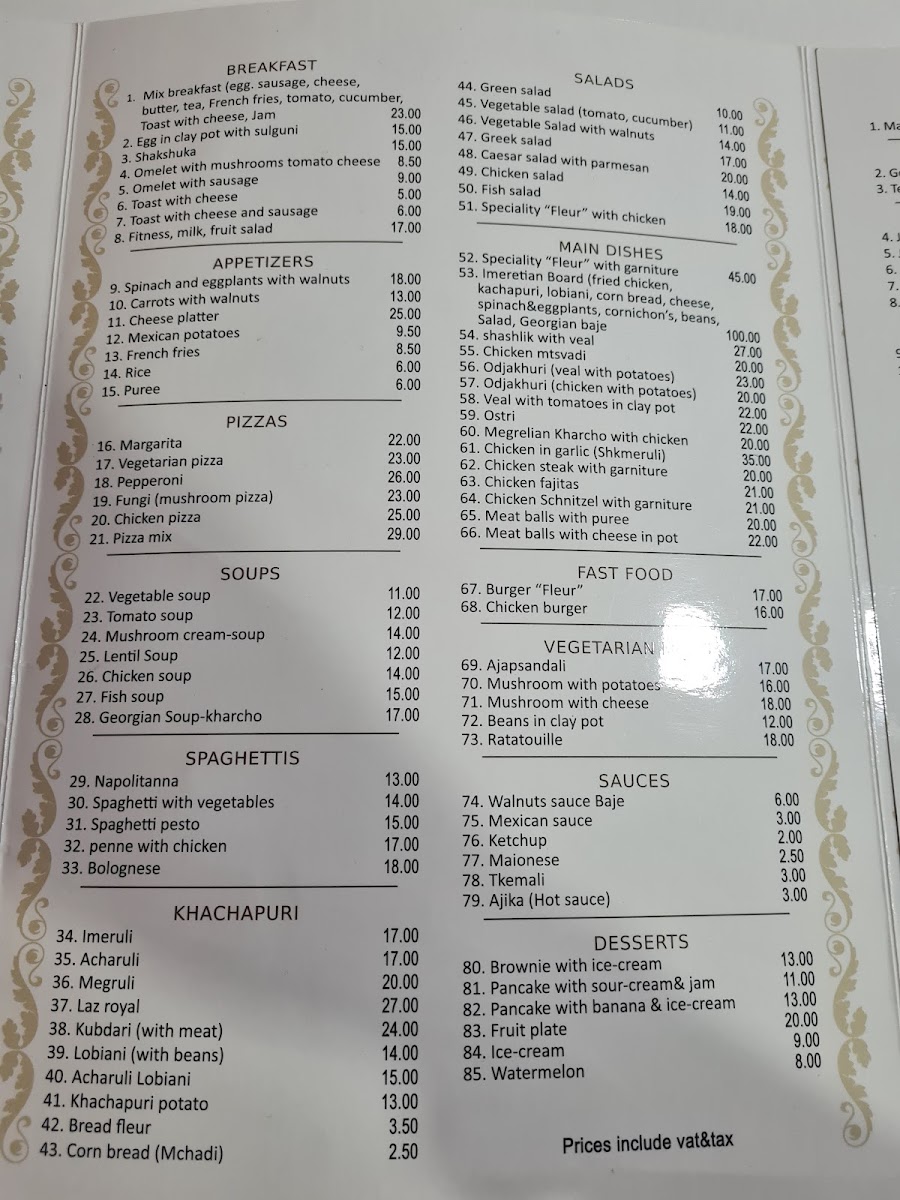 BREAKFAST
1. Mix breakfast (egg. sausage, cheese,
butter, tea, French fries, tomato, cucumber,
Toast with cheese, Jam 23.00
2. Egg in clay pot with sulguni 15.00
3. Shakshuka 15.00
4. Omelet with mushrooms tomato cheese 8.50
5. Omelet with sausage 9.00
6. Toast with cheese 5.00
7. Toast with cheese and sausage 6.00
8. Fitness, milk, fruit salad 17.00
APPETIZERS
9. Spinach and eggplants with walnuts 18.00
10. Carrots with walnuts 13.00
11. Cheese platter 25.00
12. Mexican potatoes 9.50
13. French fries 8.50
14. Rice 6.00
15. Puree 6.00
PIZZAS
16. Margarita 22.00
17. Vegetarian pizza 23.00
18. Pepperoni 26.00
19. Fungi (mushroom pizza) 23.00
20. Chicken pizza 25.00
21. Pizza mix 29.00
SOUPS
22. Vegetable soup 11.00
23. Tomato soup 12.00
24. Mushroom cream-soup 14.00
25. Lentil Soup 12.00
26. Chicken soup 14.00
27. Fish soup 15.00
28. Georgian Soup-kharcho 17.00
SPAGHETTIS
29. Napolitanna 13.00
30. Spaghetti with vegetables 14.00
31. Spaghetti pesto 15.00
32. penne with chicken 17.00
33. Bolognese 18.00
KHACHAPURI
34. Imeruli 17.00
35. Acharuli 17.00
36. Megruli 20.00
37. Laz royal 27.00
38. Kubdari (with meat) 24.00
39. Lobiani (with beans) 14.00
40. Acharuli Lobiani 15.00
41. Khachapuri potato 13.00
42. Bread fleur 3.50
43. Corn bread (Mchadi) 2.50
SALADS
44. Green salad 10.00
45. Vegetable salad (tomato, cucumber) 11.00
46. Vegetable Salad with walnuts 14.00
47. Greek salad 17.00
48. Caesar salad with parmesan 20.00
49. Chicken salad 14.00
50. Fish salad 19.00
51. Speciality “Fleur” with chicken 18.00
MAIN DISHES
52. Speciality “Fleur” with garniture 45.00
53. Imeretian Board (fried chicken,
kachapuri, lobiani, corn bread, cheese,
spinach&eggplants, cornichon's, beans,
Salad, Georgian baje 100.00
54. shashlik with veal 27.00
55. Chicken mtsvadi 20.00
56. Odjakhuri (veal with potatoes) 23.00
57. Odjakhuri (chicken with potatoes) 20.00
58. Veal with tomatoes in clay pot 22.00
59. Ostri 22.00
60. Megrelian Kharcho with chicken 20.00
61. Chicken in garlic (Shkmeruli) 35.00
62. Chicken steak with garniture 20.00
63. Chicken fajitas 21.00
64. Chicken Schnitzel with garniture 21.00
65. Meat balls with puree 20.00
66. Meat balls with cheese in pot 22.00
FAST FOOD
67. Burger “Fleur” 17.00
68. Chicken burger 16.00
VEGETARIAN
69. Ajapsandali 17.00
70. Mushroom with potatoes 16.00
71. Mushroom with cheese 18.00
72. Beans in clay pot 12.00
73. Ratatouille 18.00
SAUCES
74. Walnuts sauce Baje 6.00
75. Mexican sauce 3.00
76. Ketchup 2.00
77. Maionese 2.50
78. Tkemali 3.00
79. Ajika (Hot sauce) 3.00
DESSERTS
80. Brownie with ice-cream 13.00
81. Pancake with sour-cream& jam 11.00
82. Pancake with banana & ice-cream 13.00
83. Fruit plate 20.00
84. Ice-cream 9.00
85. Watermelon 8.00
Prices include vat&tax
1.
2.
3.
4.
5.
6.
7.
8.